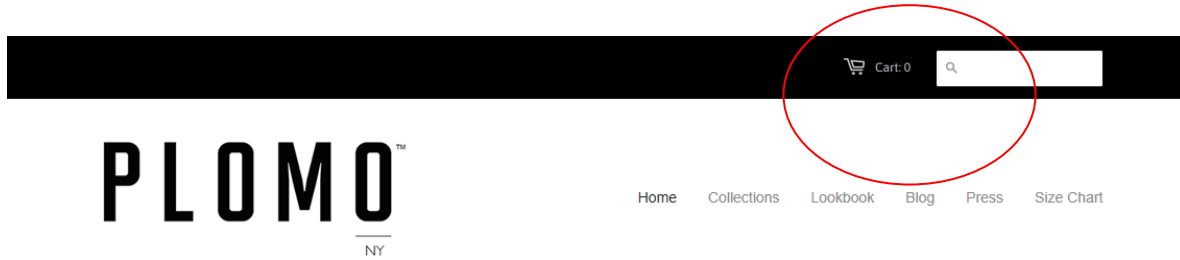 Cart: 0
PLOMO™
NY
Home Collections Lookbook Blog Press Size Chart